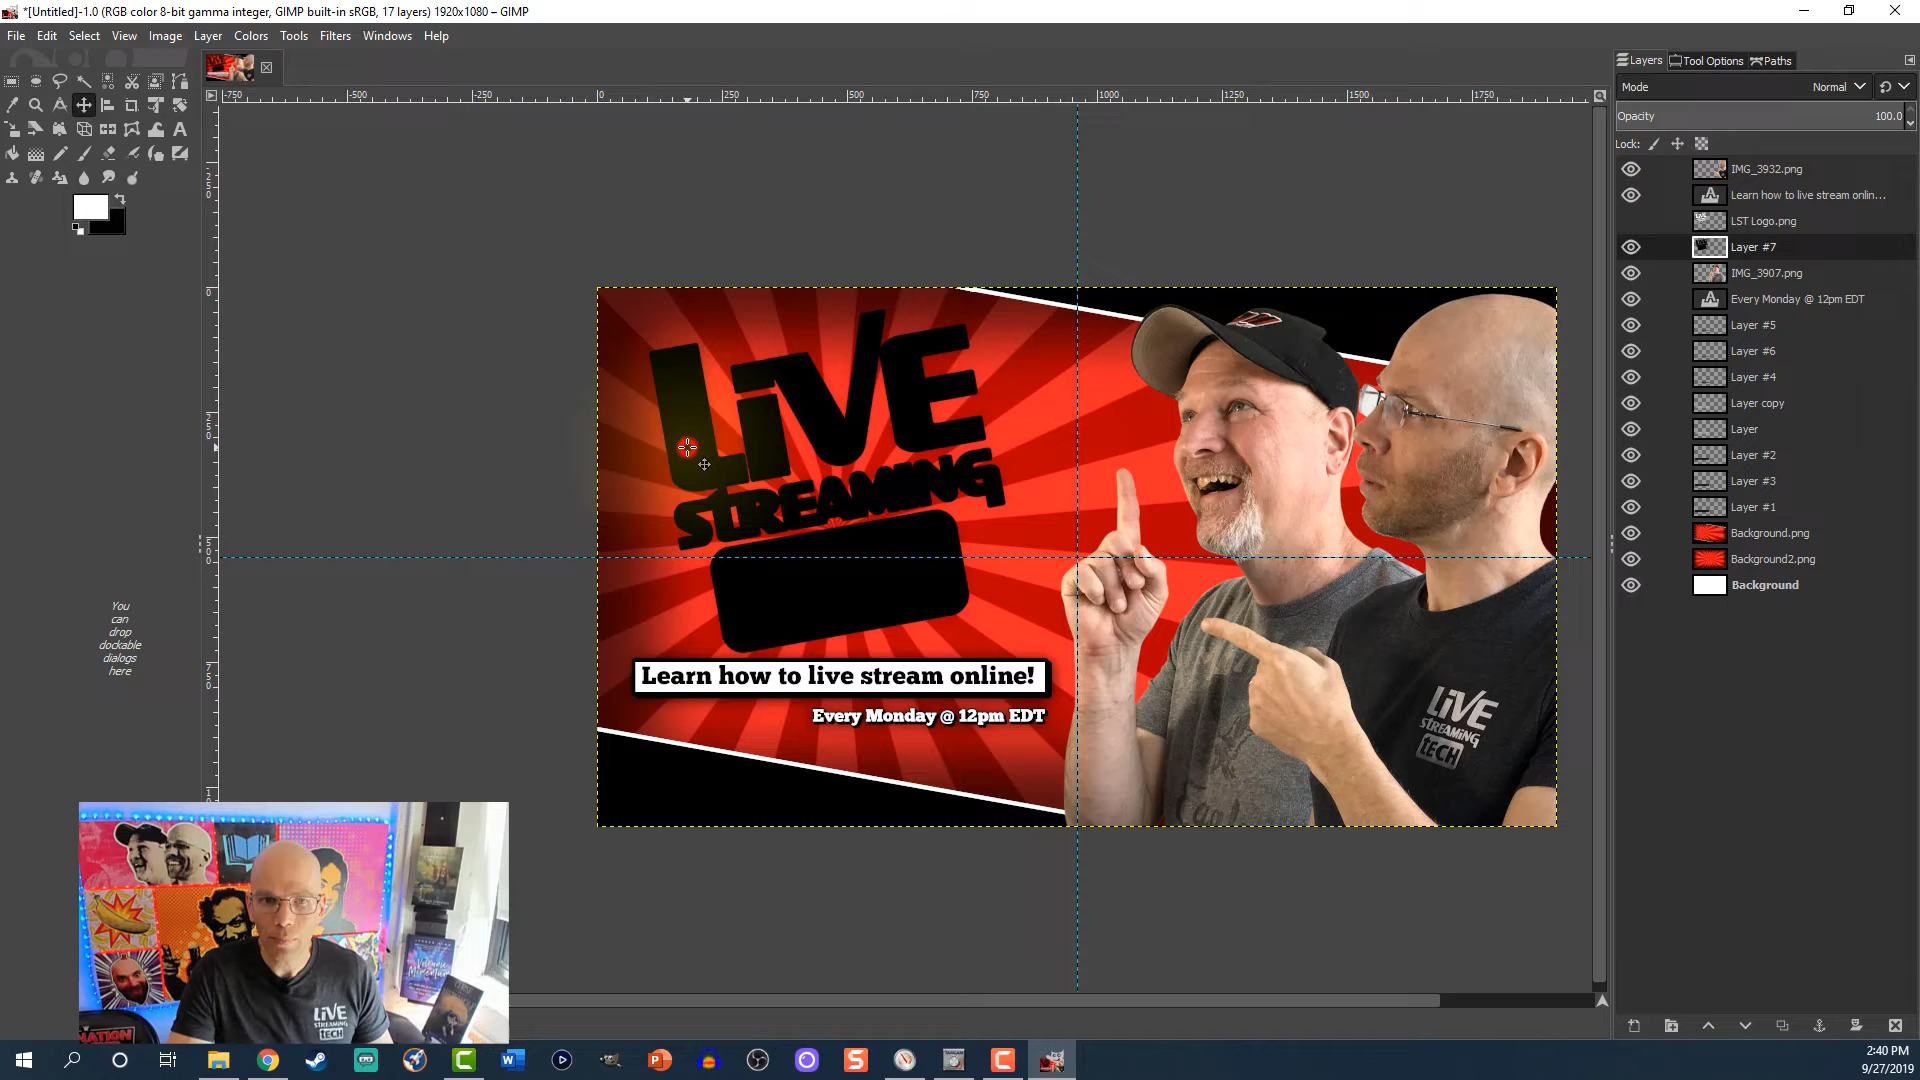 *[Untitled]-1.0 (RGB color 8-bit gamma integer, GIMP built-in sRGB, 17 layers) 1920x1080 – GIMP
File Edit Select View Image Layer Colors Tools Filters Windows Help
Layers Tool Options Paths
Mode Normal
Opacity 100.0
Lock:
IMG_3932.png
Learn how to live stream onlin...
LST Logo.png
Layer #7
IMG_3907.png
Every Monday @ 12pm EDT
Layer #5
Layer #6
Layer #4
Layer copy
Layer
Layer #2
Layer #3
Layer #1
Background.png
Background2.png
Background
-750 -500 -250 0 250 500 750 1000 1250 1500 1750
LiVE
STREAMiNG
Learn how to live stream online!
Every Monday @ 12pm EDT
LiVE
STREAMiNG
tECH
You
can
drop
dockable
dialogs
here
LiVE
STREAMiNG
tECH
NATION
2:40 PM
9/27/2019